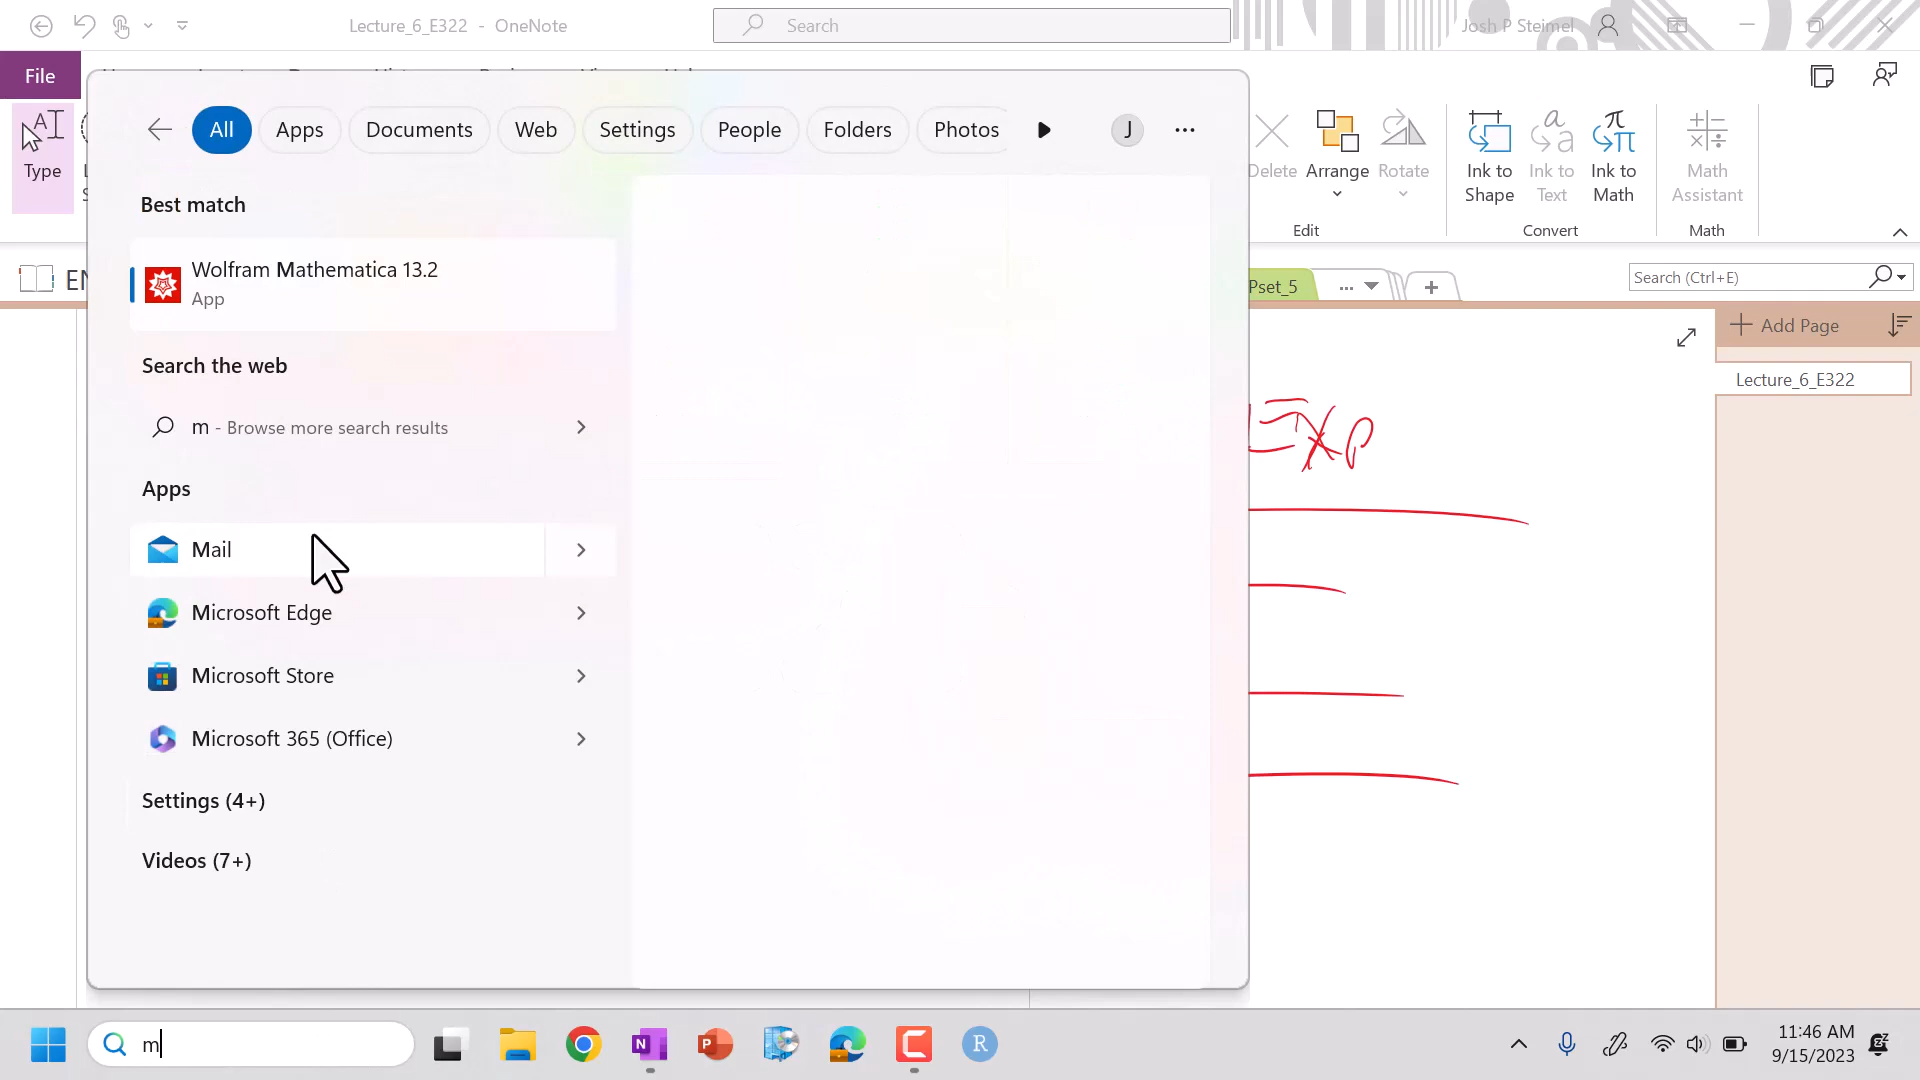 Lecture_6_E322 - OneNote
Search
Josh P Steimel
File
Type
Delete
Arrange
Rotate
Edit
Ink to Shape
Ink to Text
Ink to Math
Convert
Math Assistant
Math
All
Apps
Documents
Web
Settings
People
Folders
Photos
J
Best match
Wolfram Mathematica 13.2
App
Search the web
m - Browse more search results
Apps
Mail
Microsoft Edge
Microsoft Store
Microsoft 365 (Office)
Settings (4+)
Videos (7+)
Pset_5
...
Search (Ctrl+E)
Add Page
Lecture_6_E322
m
11:46 AM
9/15/2023